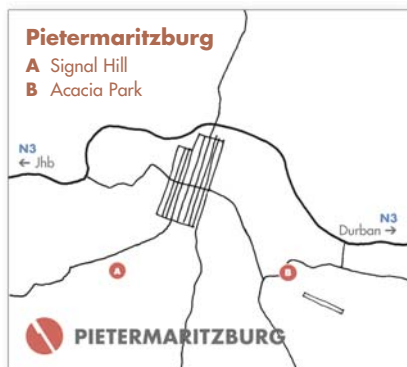 Pietermaritzburg
A Signal Hill
B Acacia Park
N3
← Jhb
N3
Durban →
A
B
PIETERMARITZBURG